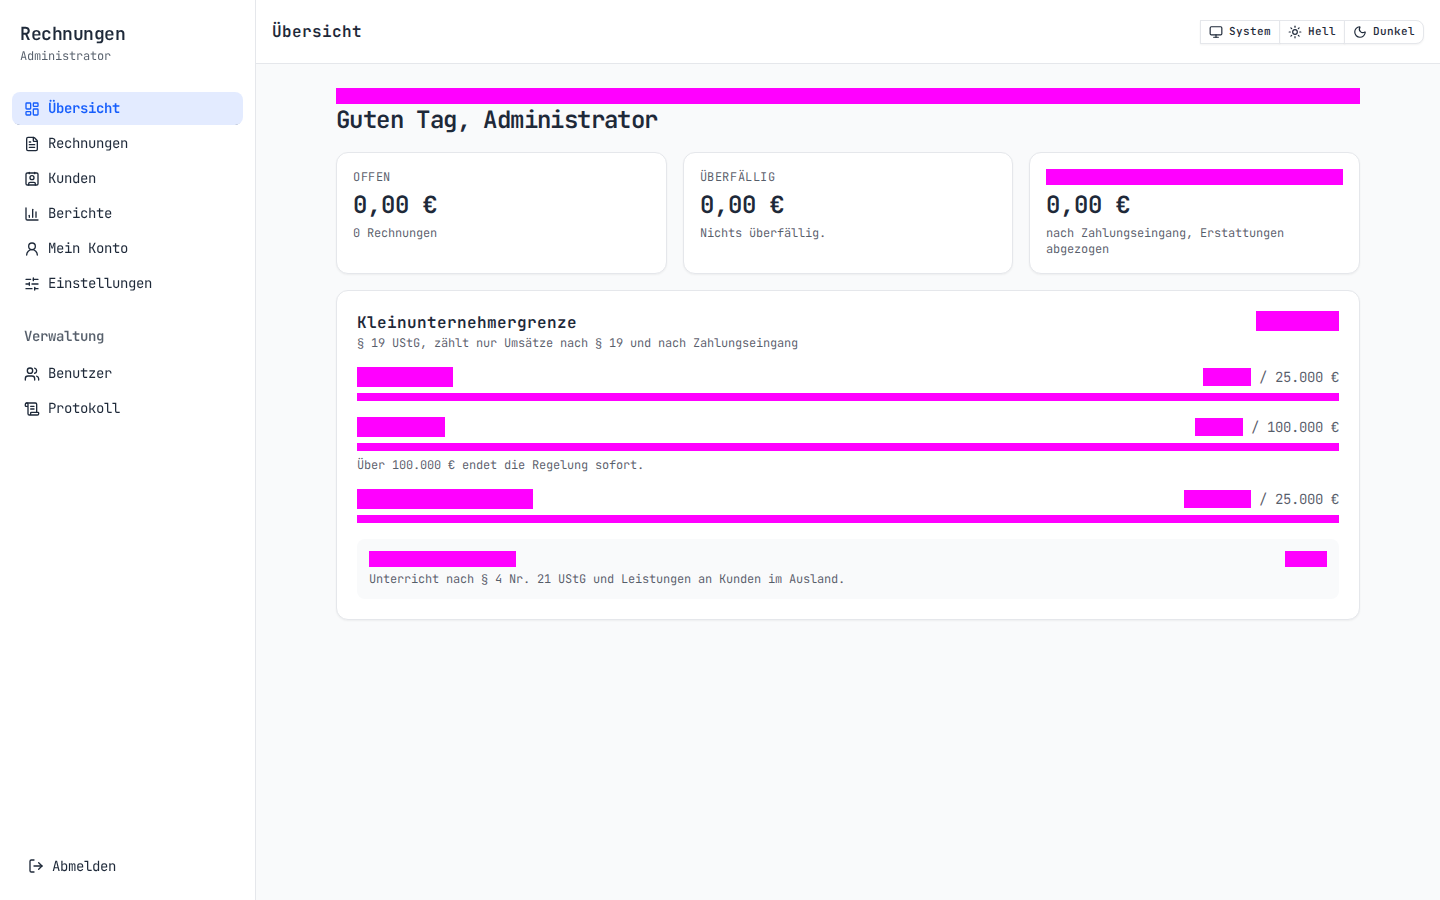 Rechnungen
Administrator
Übersicht
Rechnungen
Kunden
Berichte
Mein Konto
Einstellungen
Verwaltung
Benutzer
Protokoll
Abmelden
Übersicht
System
Hell
Dunkel
Guten Tag, Administrator
OFFEN
0,00 €
0 Rechnungen
ÜBERFÄLLIG
0,00 €
Nichts überfällig.
0,00 €
nach Zahlungseingang, Erstattungen
abgezogen
Kleinunternehmergrenze
§ 19 UStG, zählt nur Umsätze nach § 19 und nach Zahlungseingang
/ 25.000 €
/ 100.000 €
Über 100.000 € endet die Regelung sofort.
/ 25.000 €
Unterricht nach § 4 Nr. 21 UStG und Leistungen an Kunden im Ausland.